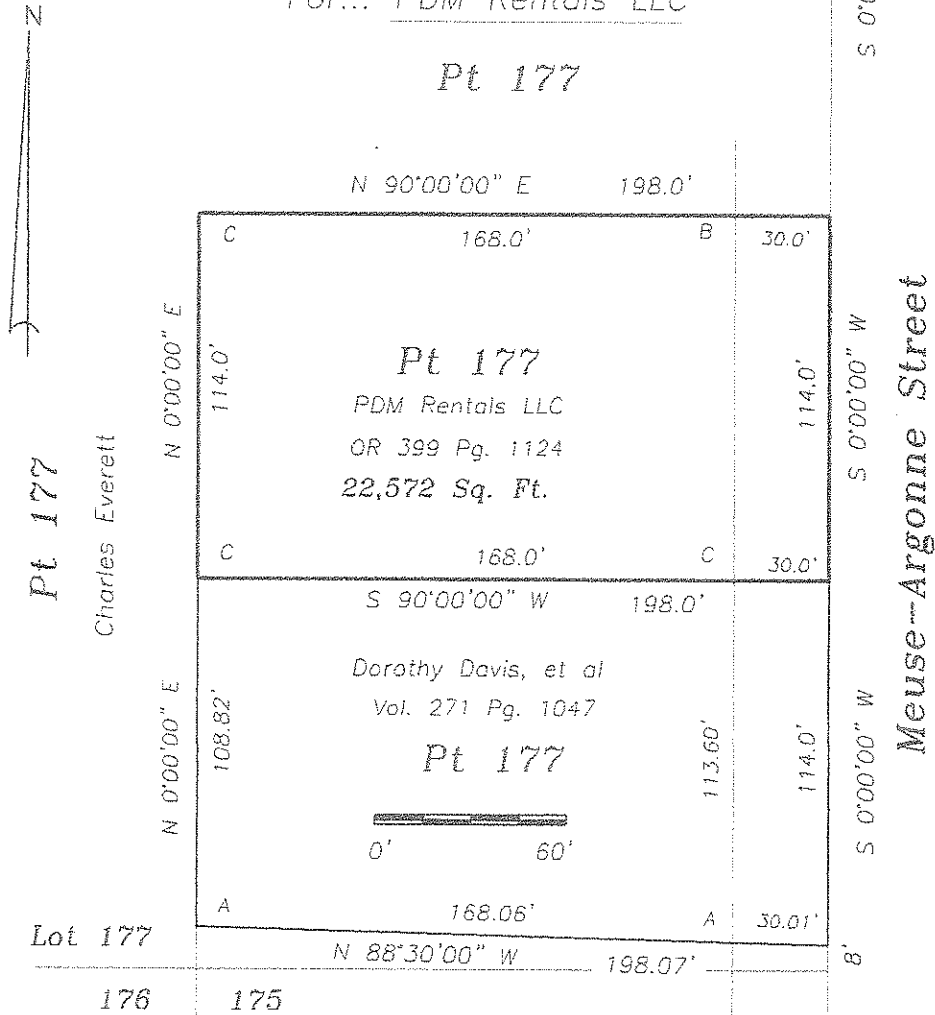 For... PDM Rentals LLC
N
Pt 177
N 90°00'00" E 198.0'
C 168.0' B 30.0'
N 0°00'00" E
114.0'
Pt 177
PDM Rentals LLC
OR 399 Pg. 1124
22,572 Sq. Ft.
114.0'
S 0°00'00" W
Meuse--Argonne Street
Pt 177
Charles Everett
C 168.0' C 30.0'
S 90°00'00" W 198.0'
N 0°00'00" E
108.82'
Dorothy Davis, et al
Vol. 271 Pg. 1047
Pt 177
0' 60'
113.60'
114.0'
S 0°00'00" W
A 168.06' A 30.01'
Lot 177
N 88°30'00" W 198.07'
8'
176 175